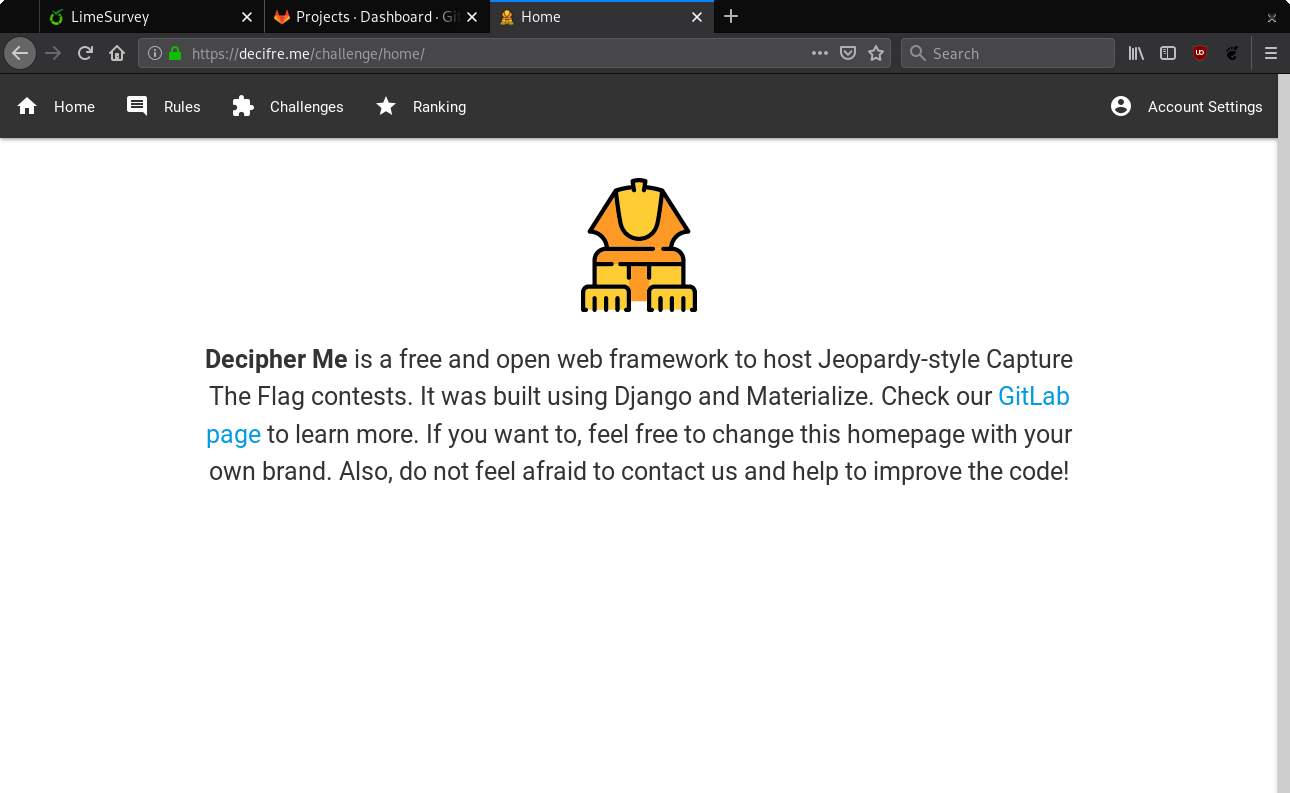 LimeSurvey
Projects · Dashboard · Git
Home
https://decifre.me/challenge/home/
Search
Home
Rules
Challenges
Ranking
Account Settings
Decipher Me is a free and open web framework to host Jeopardy-style Capture
The Flag contests. It was built using Django and Materialize. Check our GitLab
page to learn more. If you want to, feel free to change this homepage with your
own brand. Also, do not feel afraid to contact us and help to improve the code!